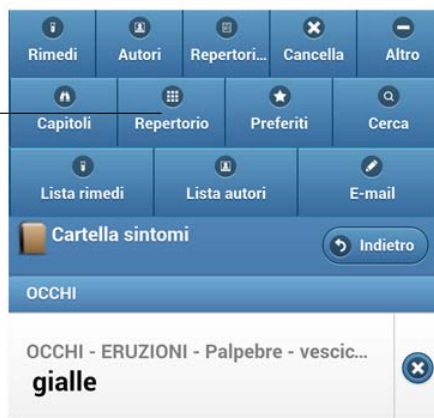 Rimedi Autori Repertori... Cancella Altro
Capitoli Repertorio Preferiti Cerca
Lista rimedi Lista autori E-mail
Cartella sintomi Indietro
OCCHI
OCCHI - ERUZIONI - Palpebre - vescic...
gialle